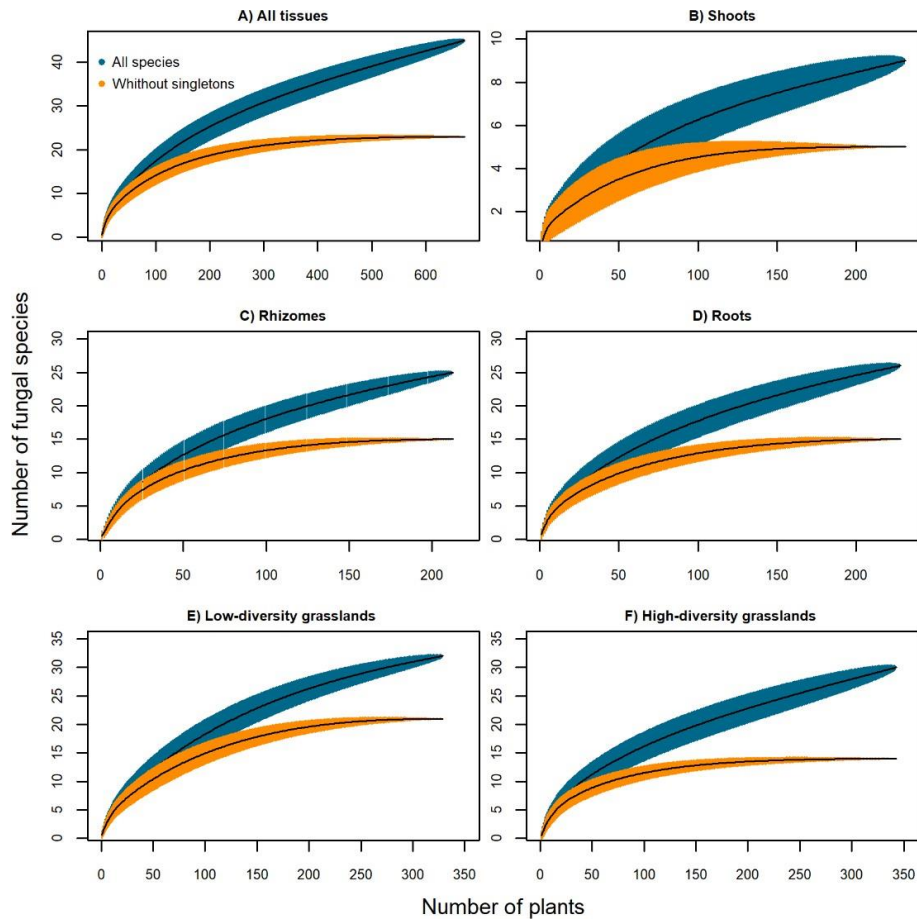 A) All tissues
All species
Whithout singletons
0 10 20 30 40
0 100 200 300 400 500 600
B) Shoots
2 4 6 8 10
0 50 100 150 200
C) Rhizomes
0 5 10 15 20 25 30
0 50 100 150 200
D) Roots
0 5 10 15 20 25 30
0 50 100 150 200
E) Low-diversity grasslands
0 5 10 15 20 25 30 35
0 50 100 150 200 250 300 350
F) High-diversity grasslands
0 5 10 15 20 25 30 35
0 50 100 150 200 250 300 350
Number of fungal species
Number of plants